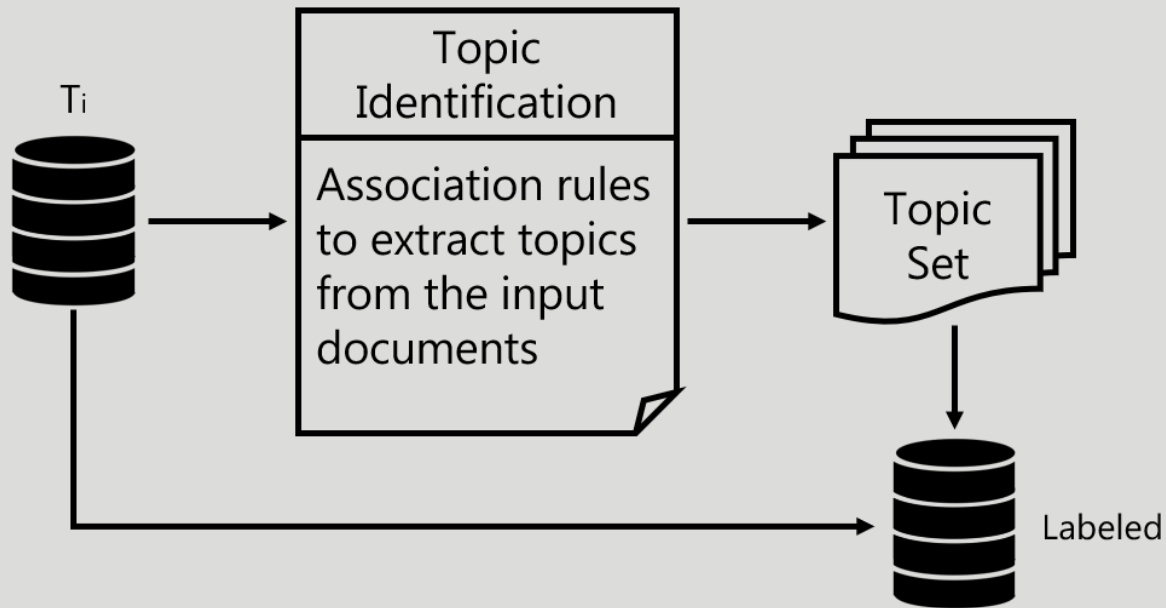 Ti
Topic
Identification
Association rules
to extract topics
from the input
documents
Topic
Set
Labeled